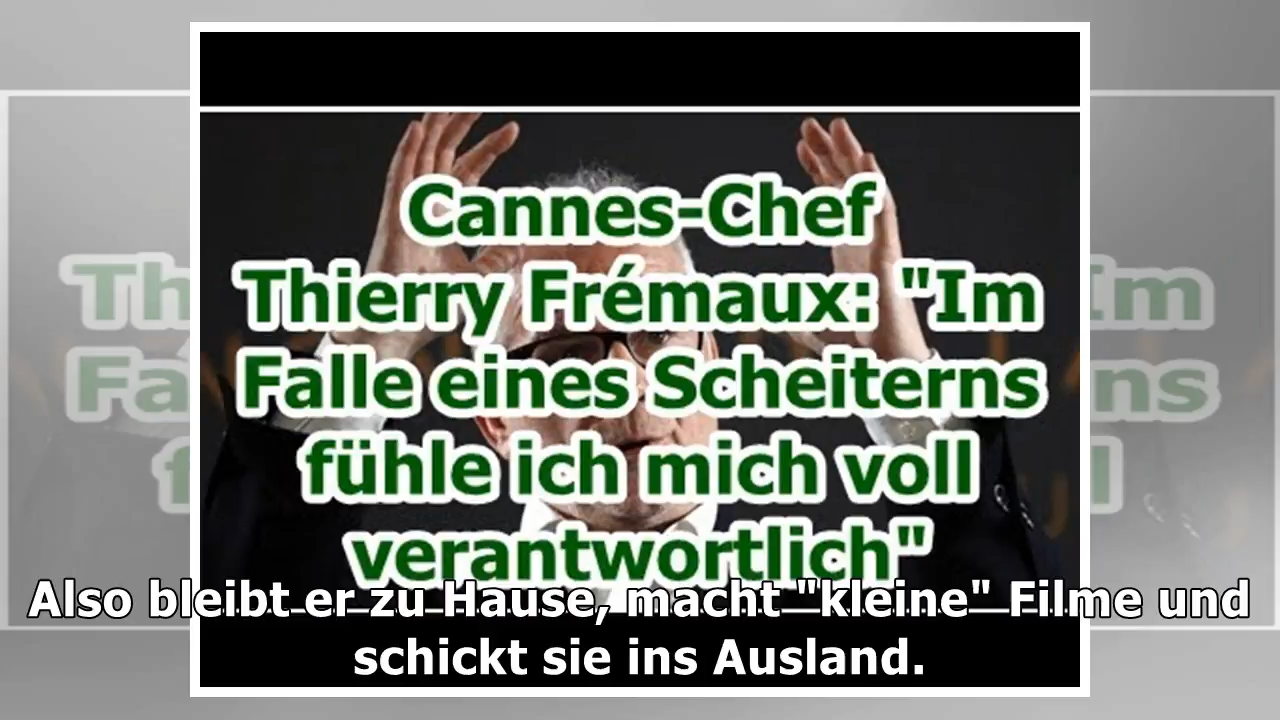 Cannes-Chef
Thierry Frémaux: "Im
Falle eines Scheiterns
fühle ich mich voll
verantwortlich"
Also bleibt er zu Hause, macht "kleine" Filme und
schickt sie ins Ausland.